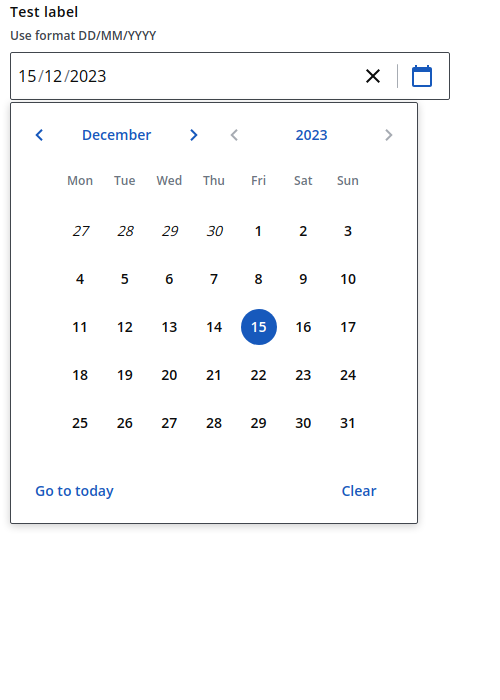 Test label
Use format DD/MM/YYYY
15/12/2023
December 2023
Mon Tue Wed Thu Fri Sat Sun
27 28 29 30 1 2 3
4 5 6 7 8 9 10
11 12 13 14 15 16 17
18 19 20 21 22 23 24
25 26 27 28 29 30 31
Go to today Clear